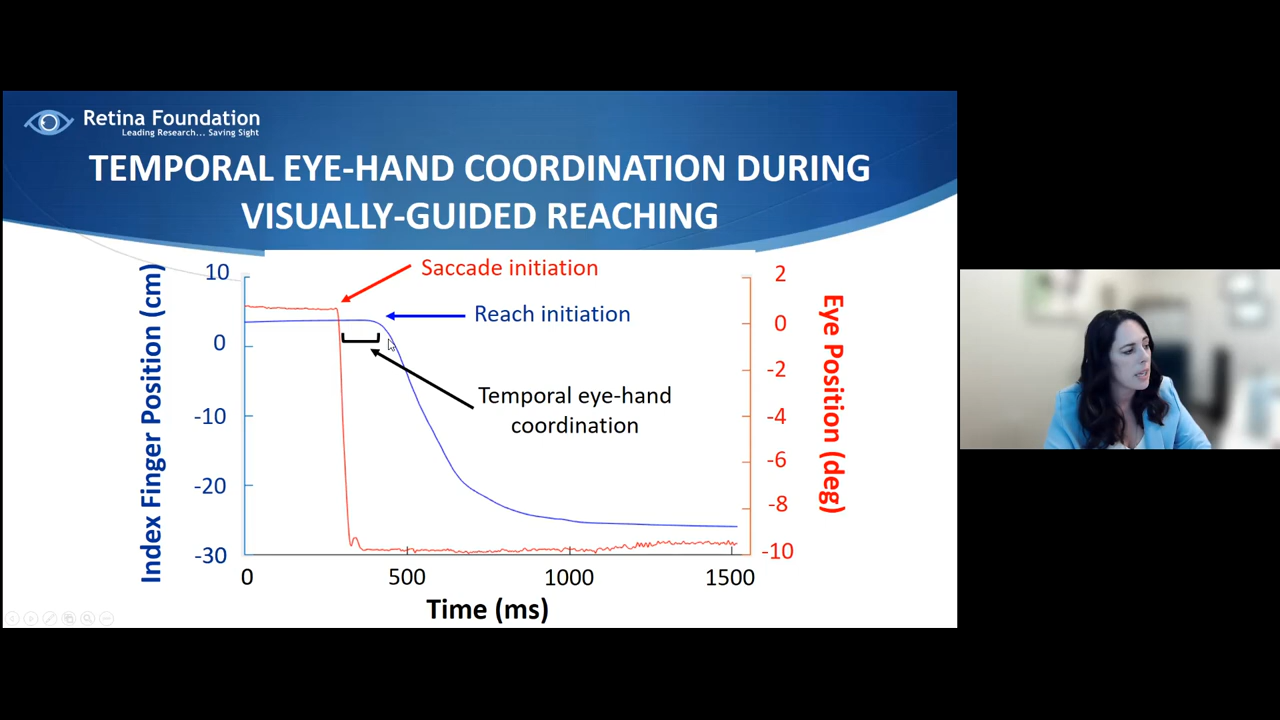 Retina Foundation
Leading Research... Saving Sight
TEMPORAL EYE-HAND COORDINATION DURING
VISUALLY-GUIDED REACHING
Index Finger Position (cm)
10
0
-10
-20
-30
Saccade initiation
Reach initiation
Temporal eye-hand
coordination
2
0
-2
-4
-6
-8
-10
Eye Position (deg)
0
500
1000
1500
Time (ms)